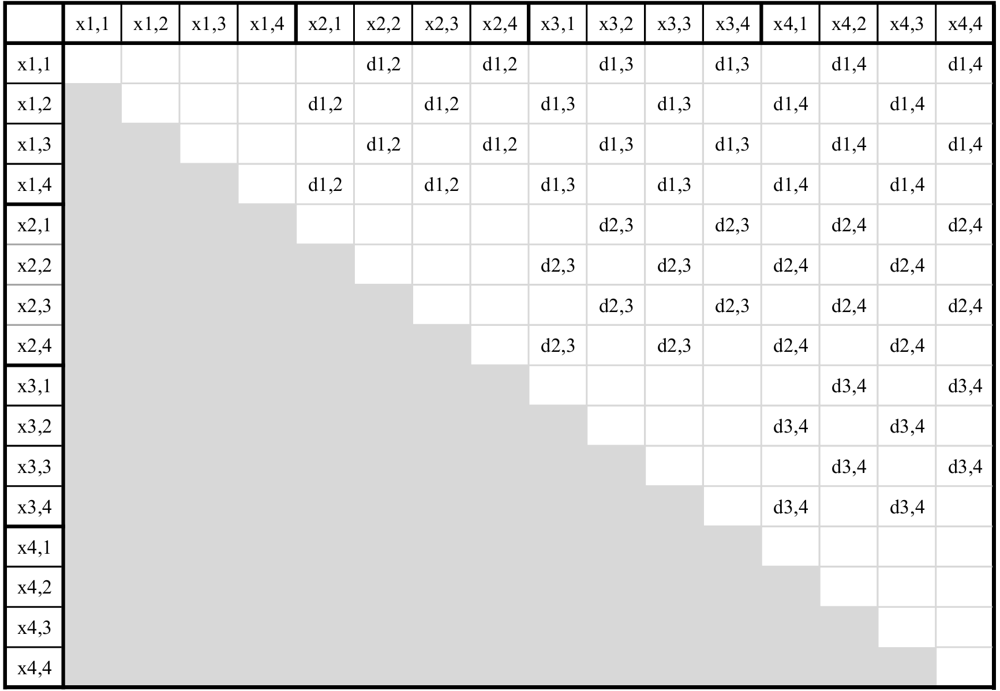 x1,1 x1,2 x1,3 x1,4 x2,1 x2,2 x2,3 x2,4 x3,1 x3,2 x3,3 x3,4 x4,1 x4,2 x4,3 x4,4
x1,1 d1,2 d1,2 d1,3 d1,3 d1,4 d1,4
x1,2 d1,2 d1,2 d1,3 d1,3 d1,4 d1,4
x1,3 d1,2 d1,2 d1,3 d1,3 d1,4 d1,4
x1,4 d1,2 d1,2 d1,3 d1,3 d1,4 d1,4
x2,1 d2,3 d2,3 d2,4 d2,4
x2,2 d2,3 d2,3 d2,4 d2,4
x2,3 d2,3 d2,3 d2,4 d2,4
x2,4 d2,3 d2,3 d2,4 d2,4
x3,1 d3,4 d3,4
x3,2 d3,4 d3,4
x3,3 d3,4 d3,4
x3,4 d3,4 d3,4
x4,1
x4,2
x4,3
x4,4